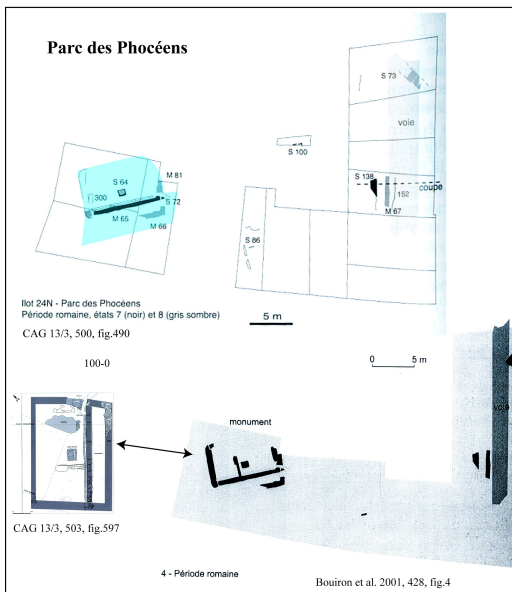 Parc des Phocéens
S 73
voie
S 100
S 138
coupe
152
M 67
S 86
M 81
S 64
S 72
300
M 65
M 66
Ilot 24N - Parc des Phocéens
Période romaine, états 7 (noir) et 8 (gris sombre)
5 m
CAG 13/3, 500, fig.490
100-0
0 5 m
monument
voie
CAG 13/3, 503, fig.597
4 - Période romaine
Bouiron et al. 2001, 428, fig.4